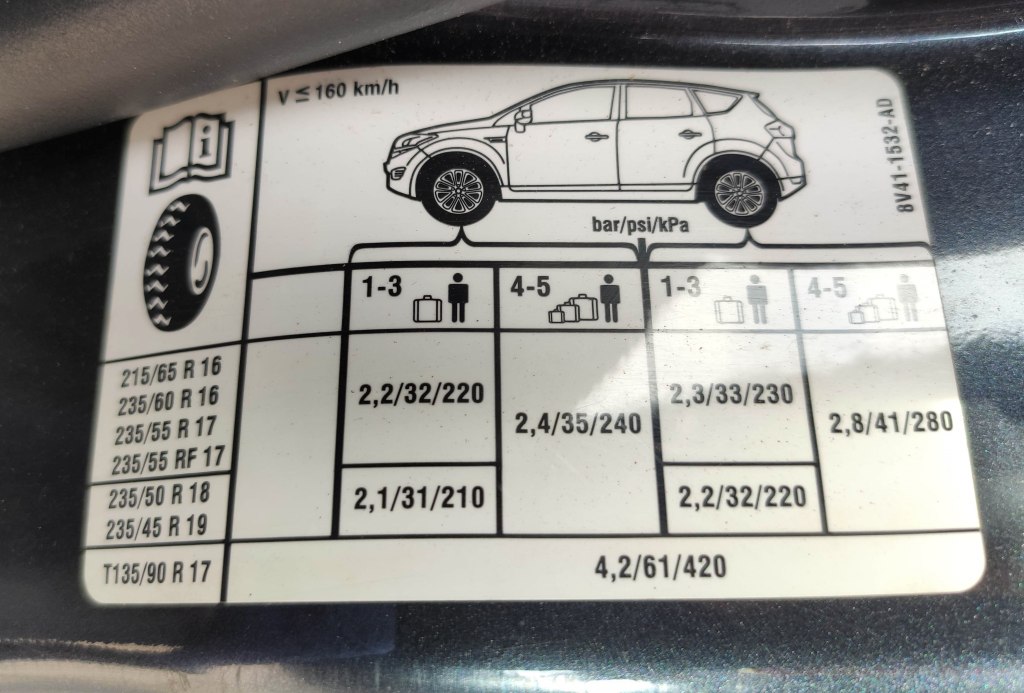 V ≤ 160 km/h
8V41-1532-AD
i
bar/psi/kPa
1-3 4-5 1-3 4-5
215/65 R 16
235/60 R 16
235/55 R 17
235/55 RF 17
2,2/32/220 2,4/35/240 2,3/33/230 2,8/41/280
235/50 R 18
235/45 R 19
2,1/31/210 2,2/32/220
T135/90 R 17 4,2/61/420